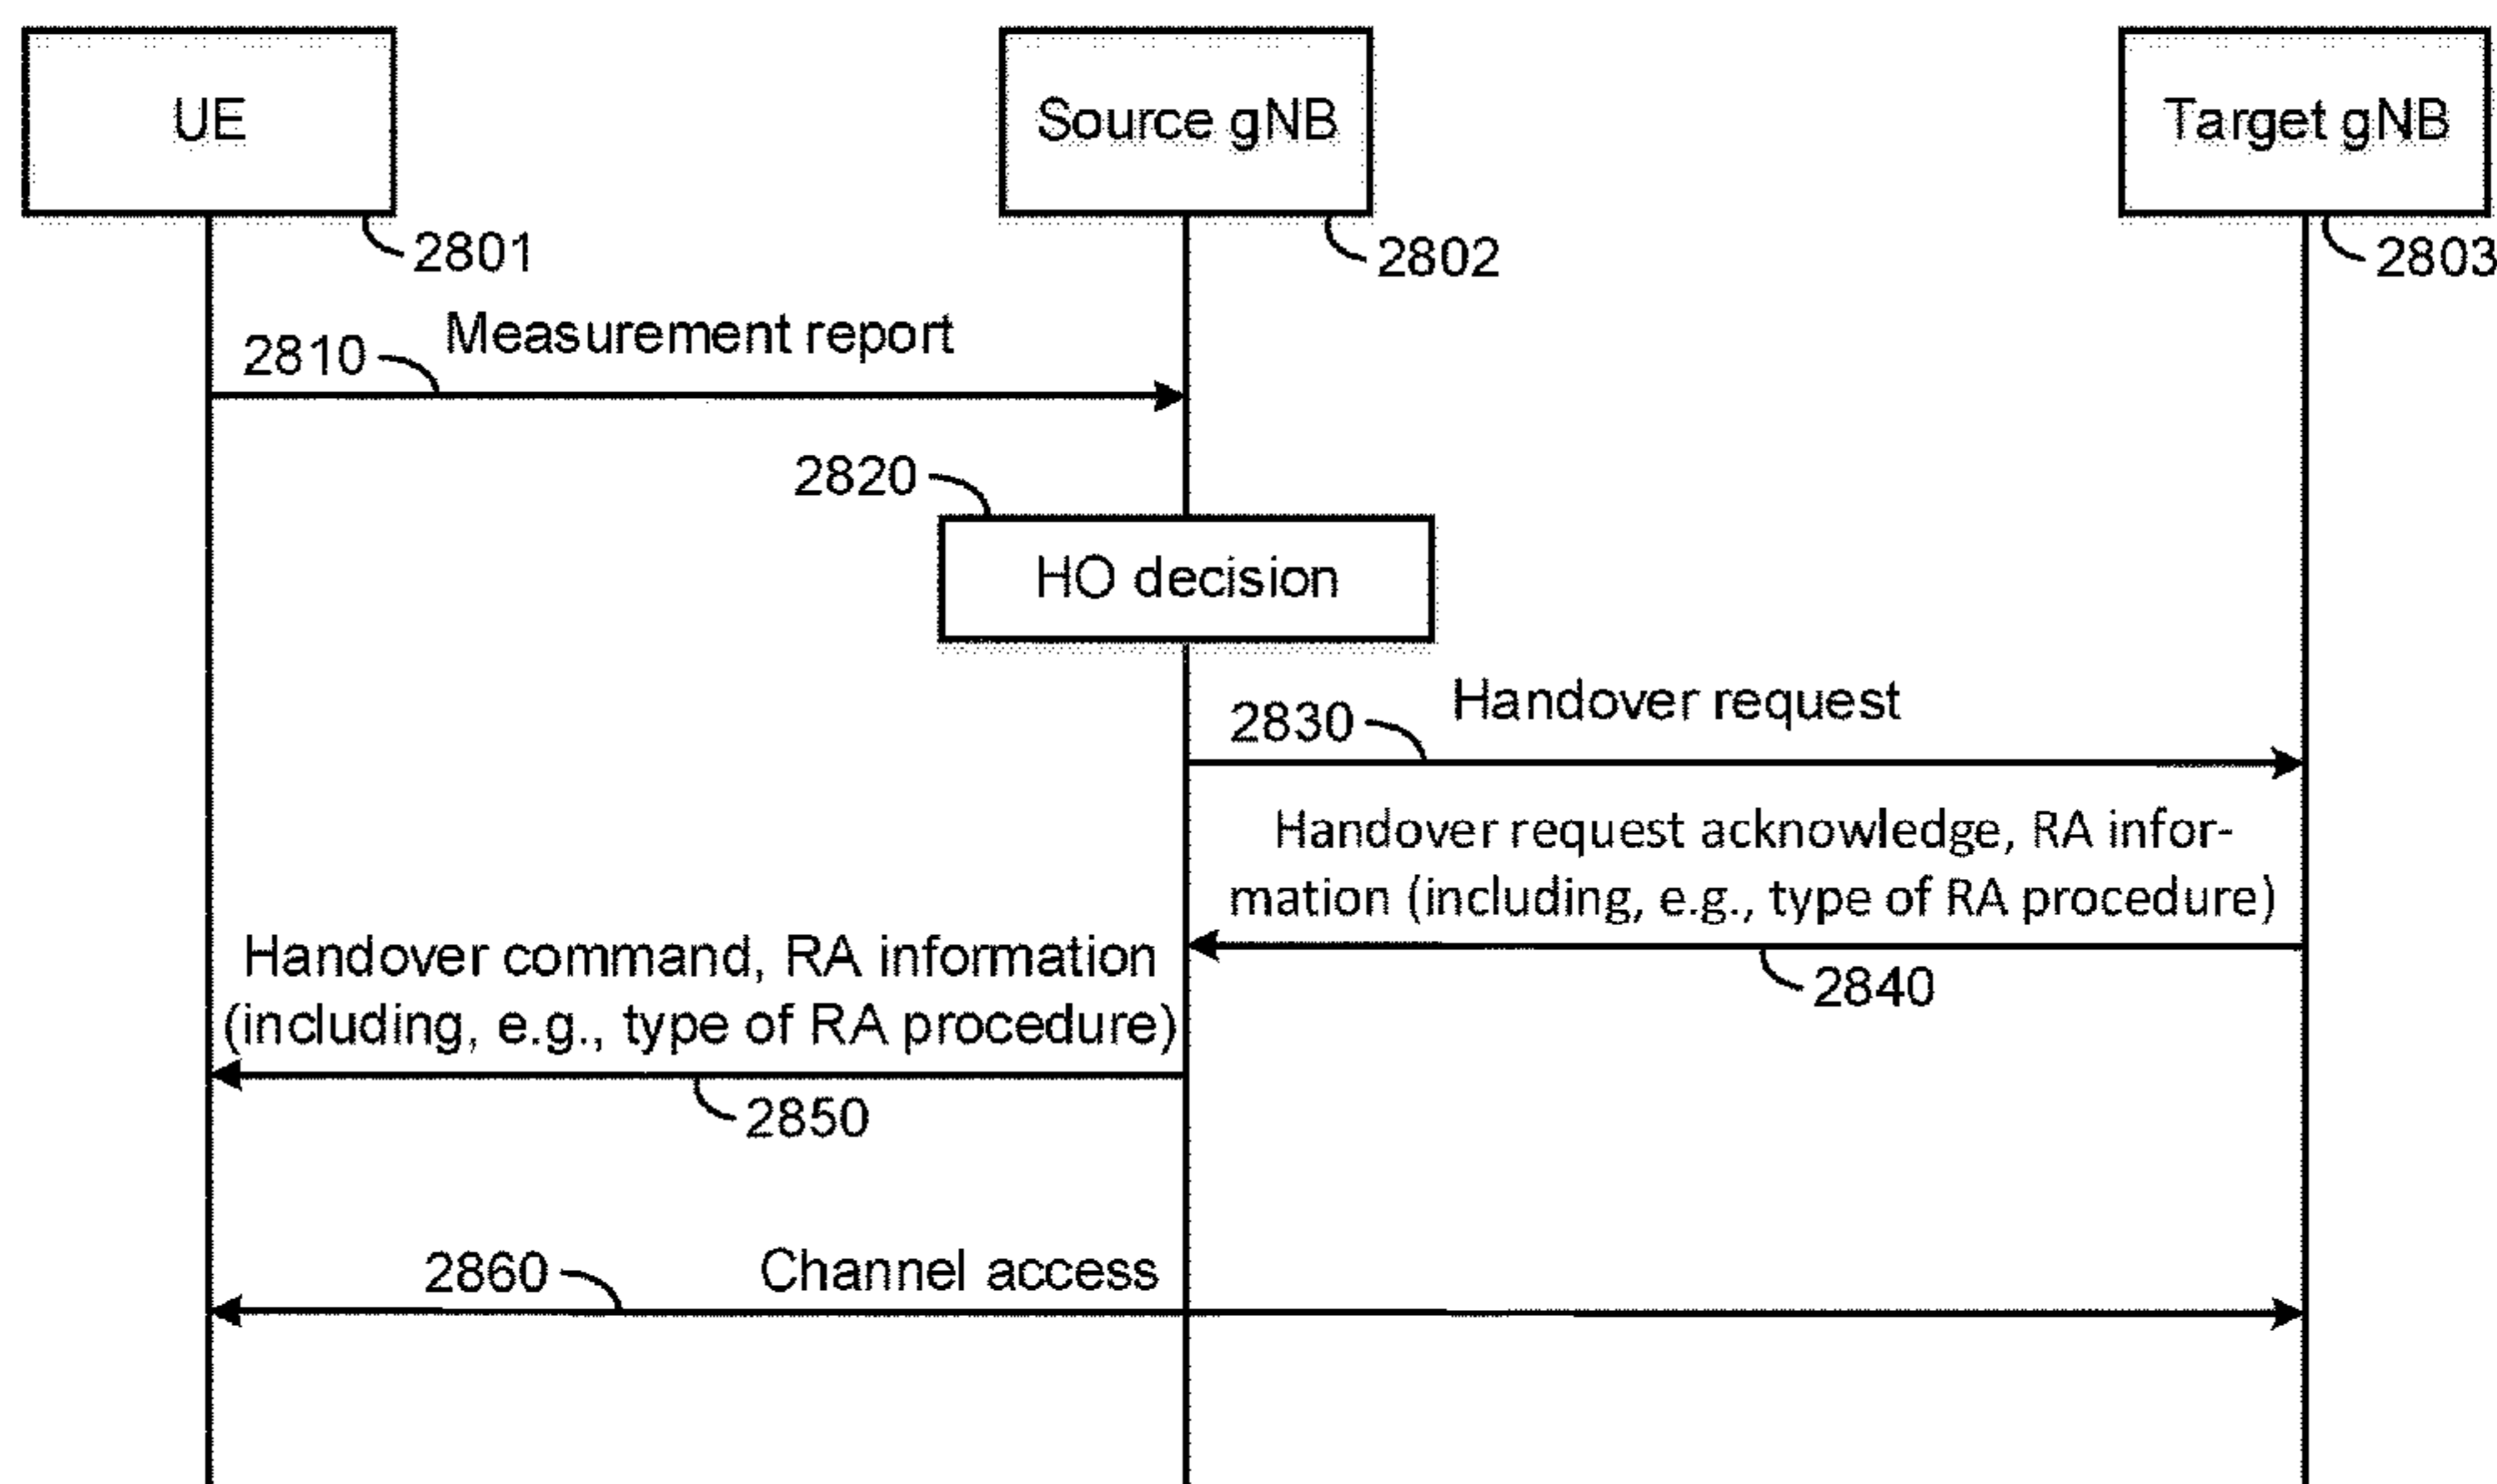 UE
Source gNB
Target gNB
2801
2802
2803
Measurement report
2810
2820
HO decision
Handover request
2830
Handover request acknowledge, RA infor-
mation (including, e.g., type of RA procedure)
2840
Handover command, RA information
(including, e.g., type of RA procedure)
2850
2860
Channel access